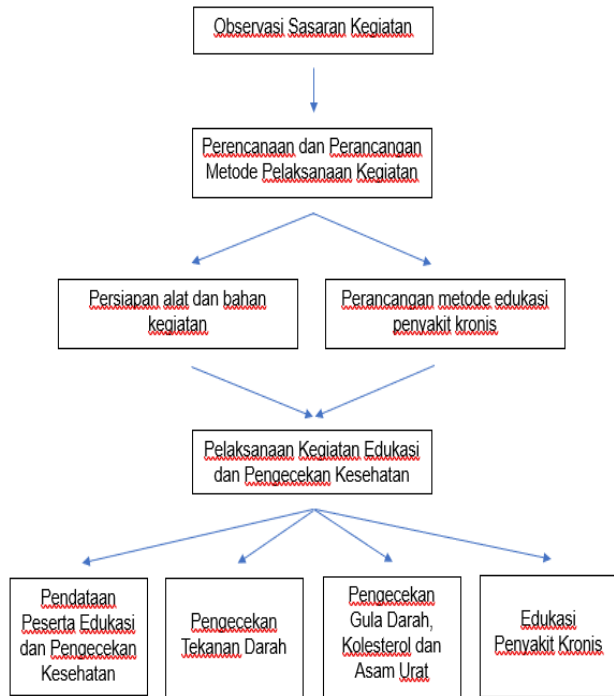 Observasi Sasaran Kegiatan
Perencanaan dan Perancangan
Metode Pelaksanaan Kegiatan
Persiapan alat dan bahan
kegiatan
Perancangan metode edukasi
penyakit kronis
Pelaksanaan Kegiatan Edukasi
dan Pengecekan Kesehatan
Pendataan
Peserta Edukasi
dan Pengecekan
Kesehatan
Pengecekan
Tekanan Darah
Pengecekan
Gula Darah,
Kolesterol dan
Asam Urat
Edukasi
Penyakit Kronis